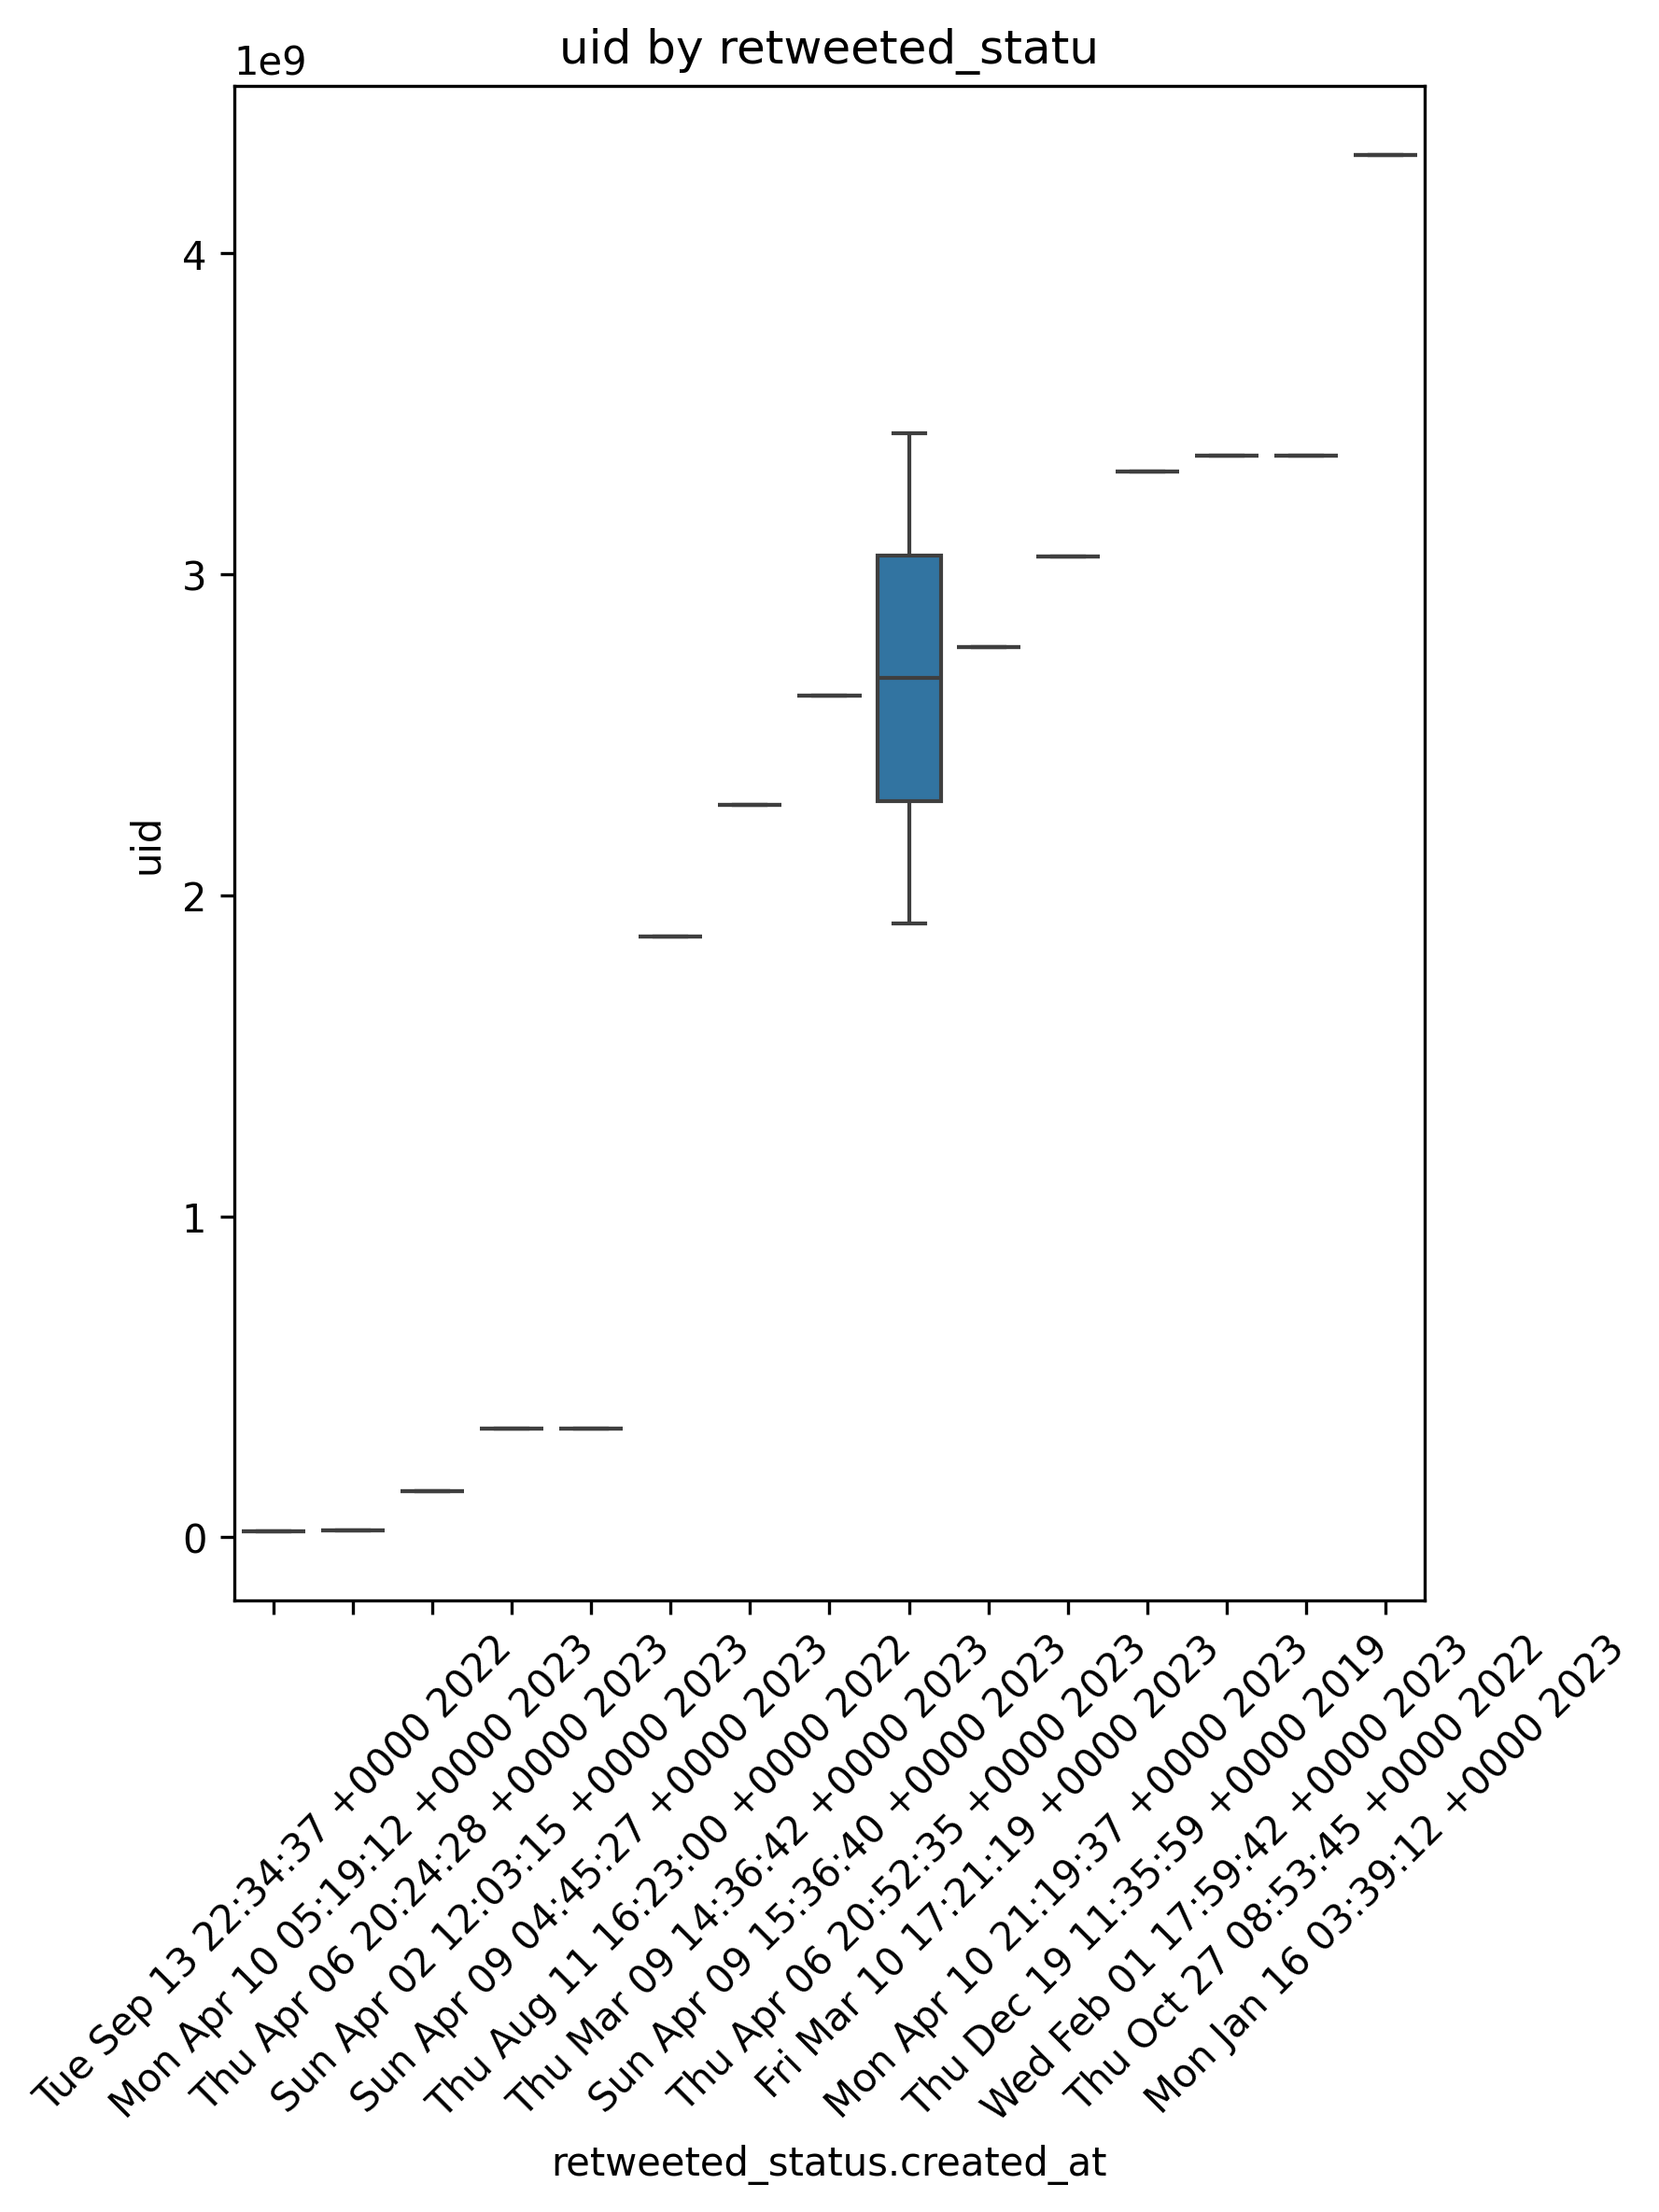 uid by retweeted_statu
1e9
4
3
2
1
0
uid
Tue Sep 13 22:34:37 +0000 2022
Mon Apr 10 05:19:12 +0000 2023
Thu Apr 06 20:24:28 +0000 2023
Sun Apr 02 12:03:15 +0000 2023
Sun Apr 09 04:45:27 +0000 2023
Thu Aug 11 16:23:00 +0000 2022
Thu Mar 09 14:36:42 +0000 2023
Sun Apr 09 15:36:40 +0000 2023
Thu Apr 06 20:52:35 +0000 2023
Fri Mar 10 17:21:19 +0000 2023
Mon Apr 10 21:19:37 +0000 2023
Thu Dec 19 11:35:59 +0000 2019
Wed Feb 01 17:59:42 +0000 2023
Thu Oct 27 08:53:45 +0000 2022
Mon Jan 16 03:39:12 +0000 2023
retweeted_status.created_at